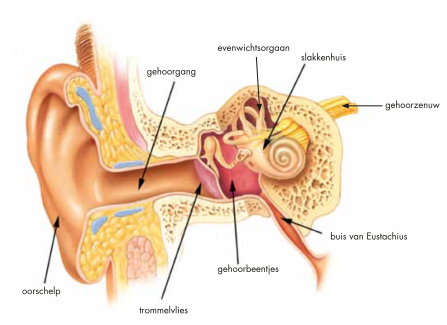 evenwichtsorgaan
slakkenhuis
gehoorgang
gehoorzenuw
buis van Eustachius
gehoorbeentjes
oorschelp
trommelvlies